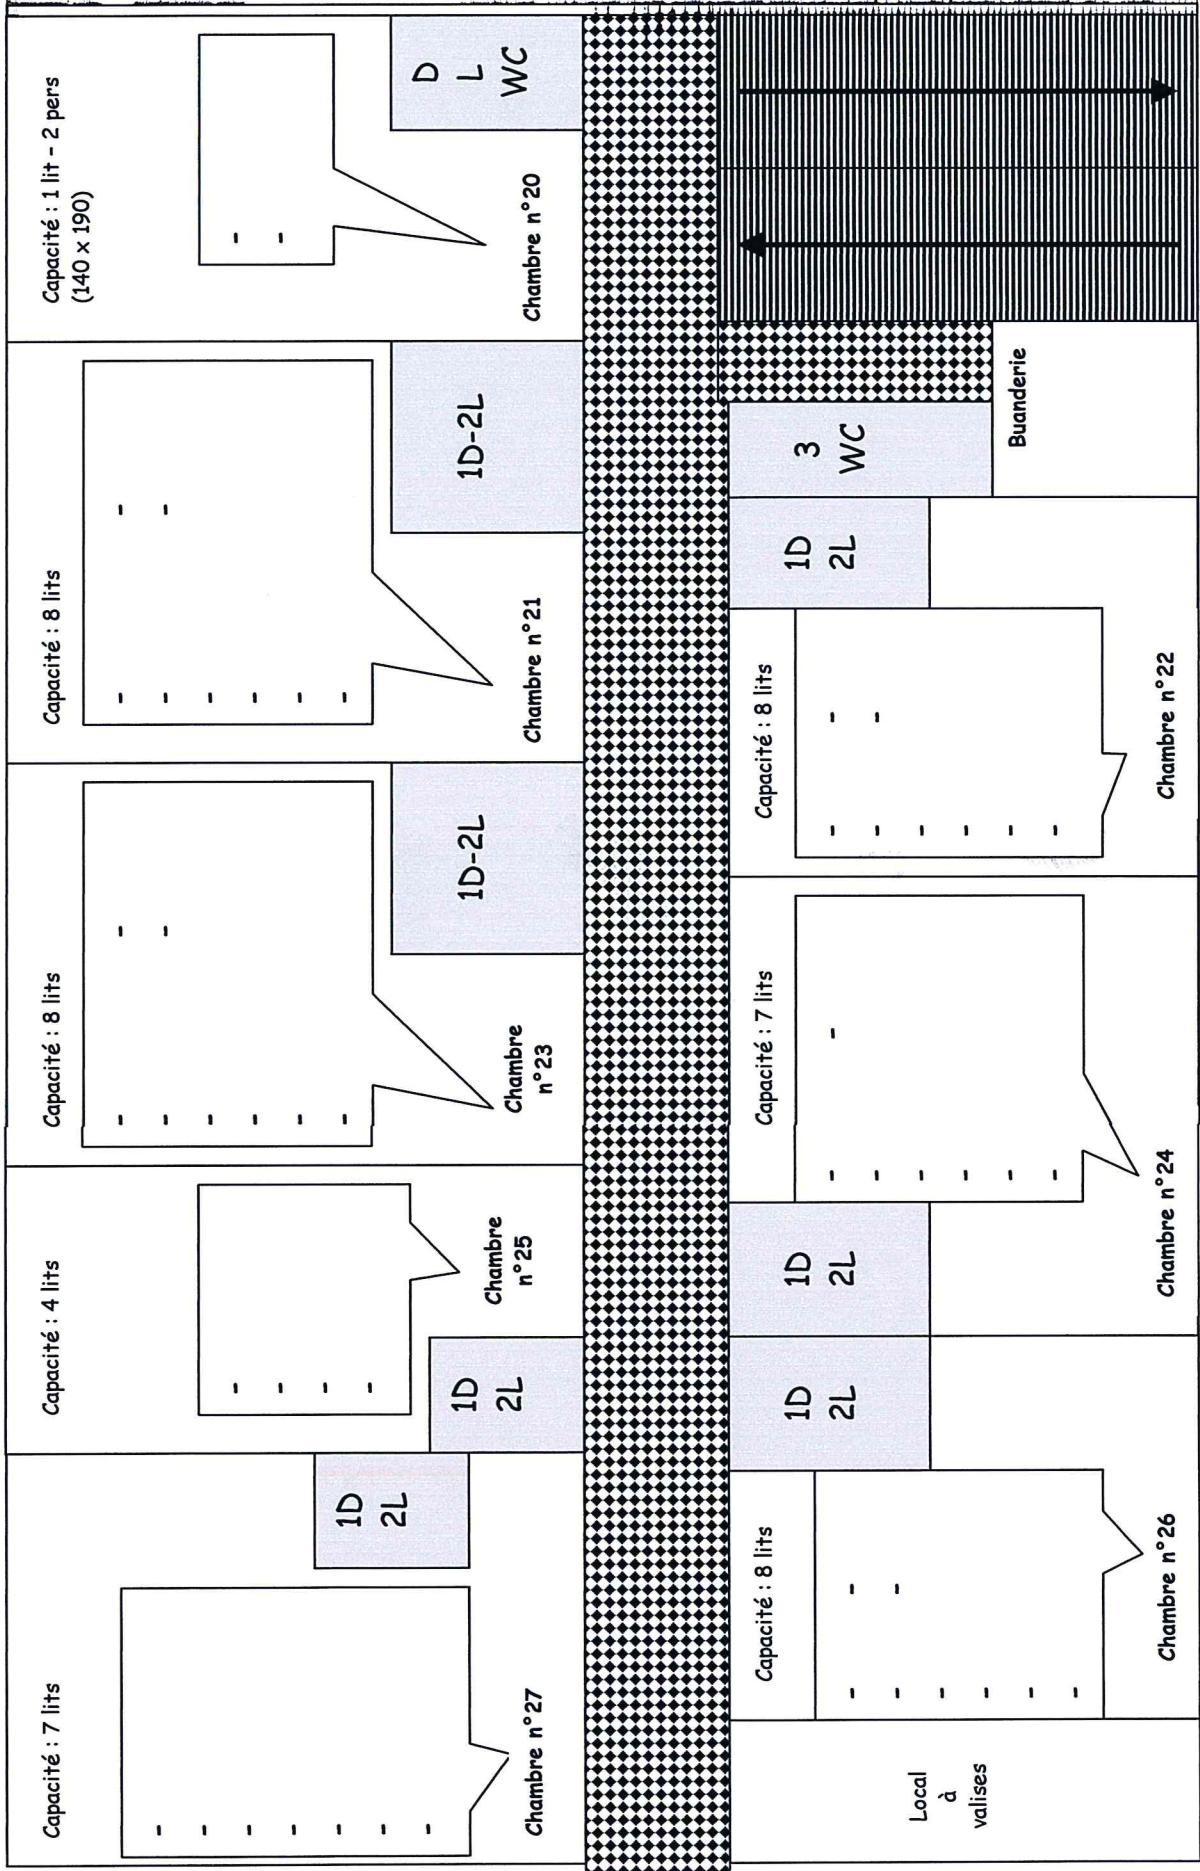 Capacité : 7 lits
-
-
-
-
-
-
-
Chambre n°27
1D
2L
Capacité : 4 lits
-
-
-
-
Chambre
n°25
1D
2L
Capacité : 8 lits
- -
- -
-
-
-
-
Chambre
n°23
1D-2L
Capacité : 8 lits
- -
- -
-
-
-
-
Chambre n°21
1D-2L
Capacité : 1 lit - 2 pers
(140 x 190)
-
-
Chambre n°20
D
L
WC
Local
à
valises
Capacité : 8 lits
- -
- -
-
-
-
-
Chambre n°26
1D
2L
1D
2L
Capacité : 7 lits
- -
-
-
-
-
-
Chambre n°24
Capacité : 8 lits
- -
- -
-
-
-
-
Chambre n°22
1D
2L
3
WC
Buanderie